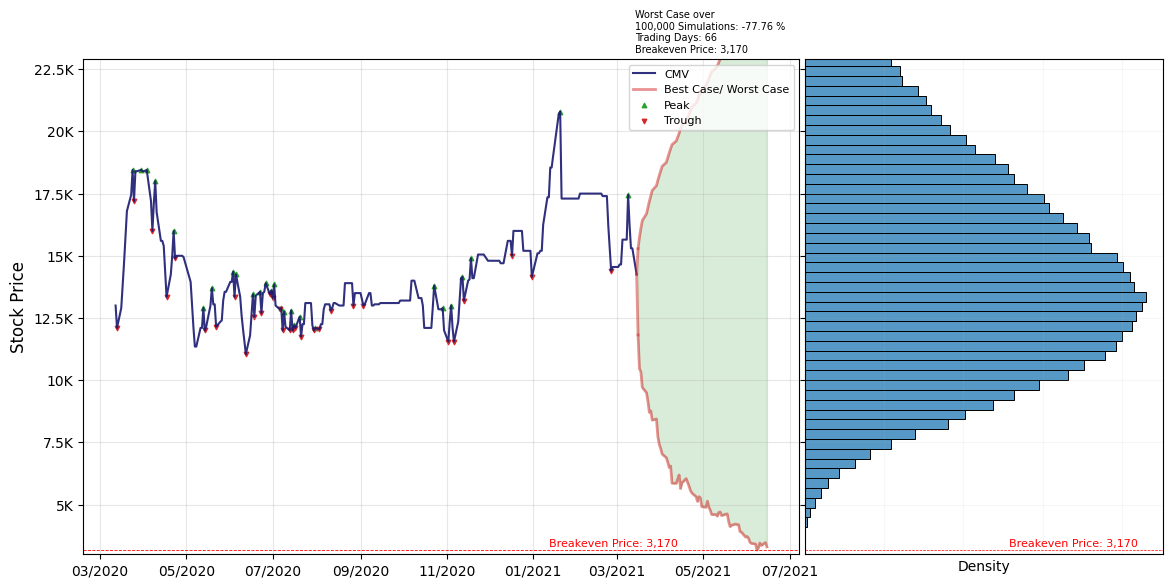 Worst Case over
100,000 Simulations: -77.76 %
Trading Days: 66
Breakeven Price: 3,170
CMV
Best Case/ Worst Case
Peak
Trough
Stock Price
22.5K
20K
17.5K
15K
12.5K
10K
7.5K
5K
Breakeven Price: 3,170
Breakeven Price: 3,170
03/2020 05/2020 07/2020 09/2020 11/2020 01/2021 03/2021 05/2021 07/2021
Density